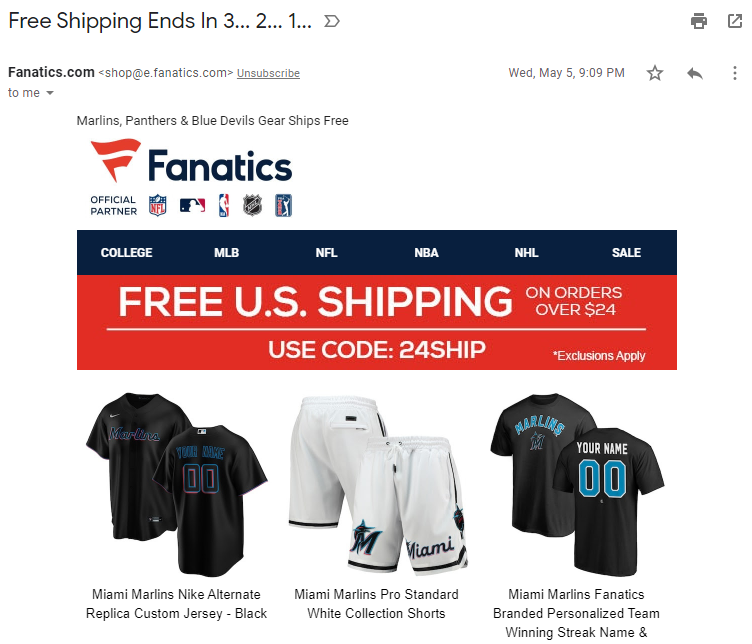 Free Shipping Ends In 3... 2... 1...
Fanatics.com <shop@e.fanatics.com> Unsubscribe
Wed, May 5, 9:09 PM
to me
Marlins, Panthers & Blue Devils Gear Ships Free
Fanatics
OFFICIAL
PARTNER
NFL
COLLEGE MLB NFL NBA NHL SALE
FREE U.S. SHIPPING
ON ORDERS
OVER $24
USE CODE: 24SHIP
*Exclusions Apply
Marlins
YOUR NAME
00
M
Miami
MARLINS
M
YOUR NAME
00
Miami Marlins Nike Alternate
Replica Custom Jersey - Black
Miami Marlins Pro Standard
White Collection Shorts
Miami Marlins Fanatics
Branded Personalized Team
Winning Streak Name &